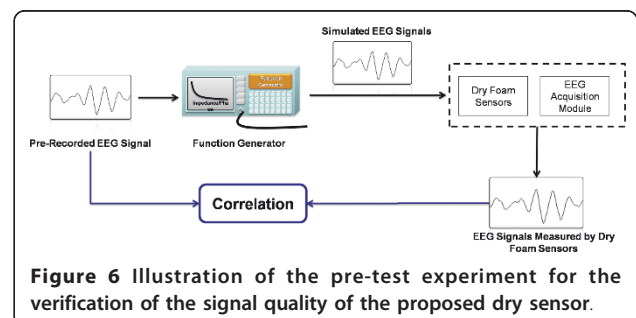 Simulated EEG Signals
Function
Generator
Dry Foam
Sensors
EEG
Acquisition
Module
Pre-Recorded EEG Signal
Function Generator
Correlation
EEG Signals Measured by Dry
Foam Sensors
Figure 6 Illustration of the pre-test experiment for the
verification of the signal quality of the proposed dry sensor.